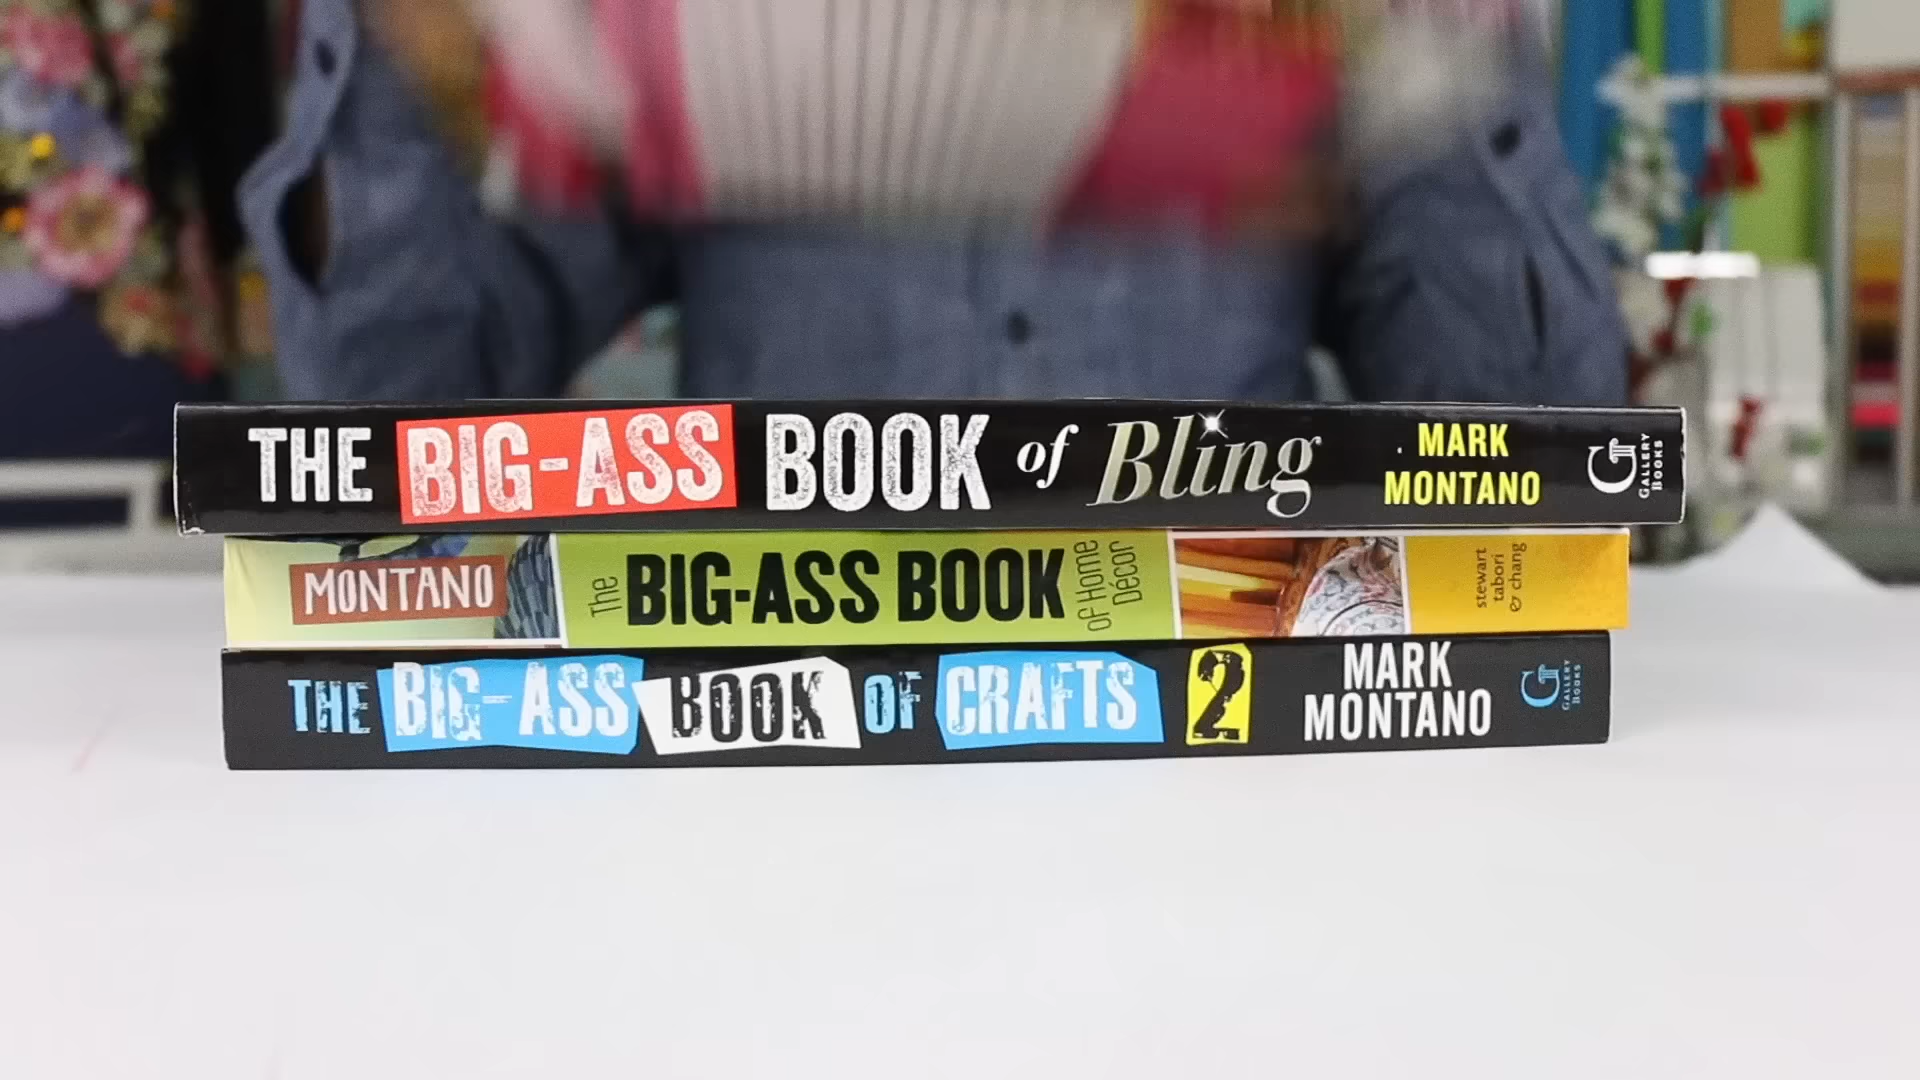 THE BIG-ASS BOOK of Bling
MARK
MONTANO
GALLERY
BOOKS
MONTANO
The
BIG-ASS BOOK
of Home
Décor
stewart
tabori
& chang
THE BIG-ASS BOOK OF CRAFTS 2
MARK
MONTANO
GALLERY
BOOKS